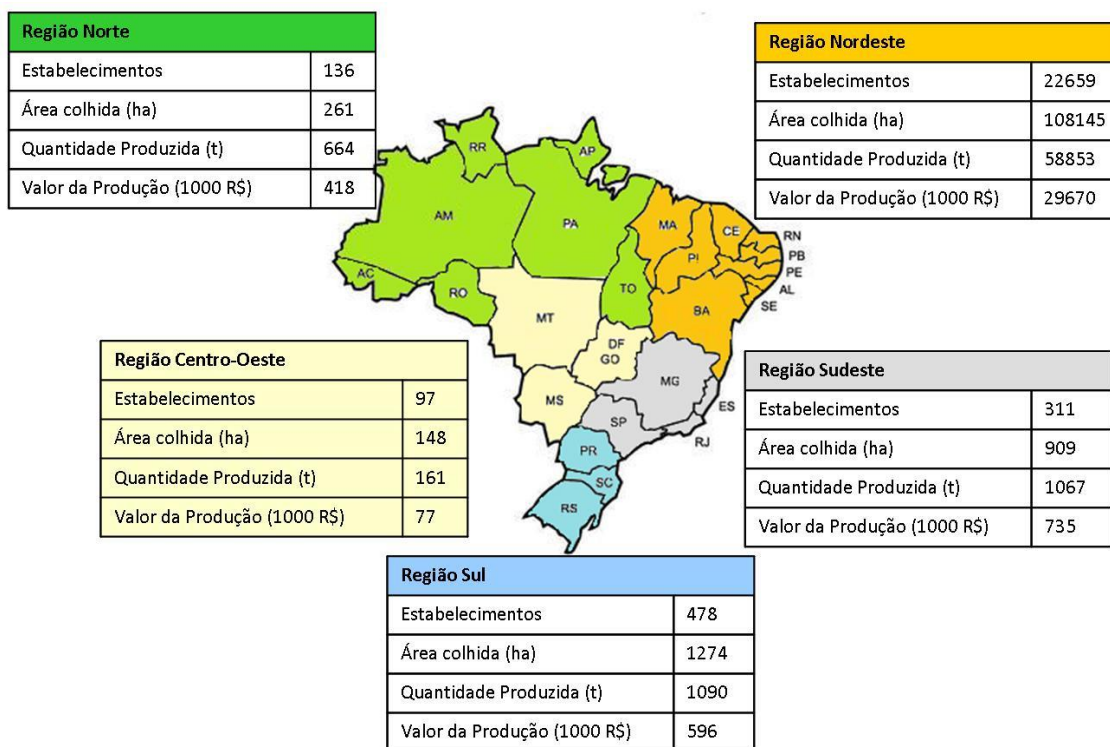 Região Norte
Estabelecimentos 136
Área colhida (ha) 261
Quantidade Produzida (t) 664
Valor da Produção (1000 R$) 418
Região Nordeste
Estabelecimentos 22659
Área colhida (ha) 108145
Quantidade Produzida (t) 58853
Valor da Produção (1000 R$) 29670
RR
AP
AM
PA
MA
CE
RN
PB
PE
AL
SE
PI
AC
RO
TO
BA
MT
DF
GO
MG
ES
MS
SP
RJ
PR
SC
RS
Região Centro-Oeste
Estabelecimentos 97
Área colhida (ha) 148
Quantidade Produzida (t) 161
Valor da Produção (1000 R$) 77
Região Sudeste
Estabelecimentos 311
Área colhida (ha) 909
Quantidade Produzida (t) 1067
Valor da Produção (1000 R$) 735
Região Sul
Estabelecimentos 478
Área colhida (ha) 1274
Quantidade Produzida (t) 1090
Valor da Produção (1000 R$) 596